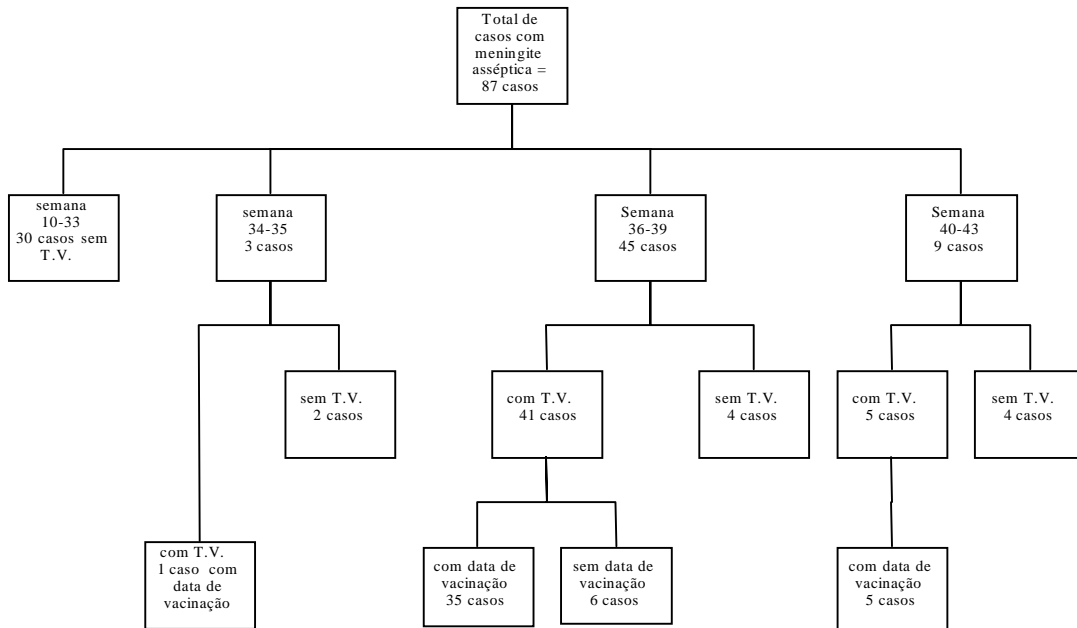 Total de
casos com
meningite
asséptica =
87 casos
semana
10-33
30 casos sem
T.V.
semana
34-35
3 casos
Semana
36-39
45 casos
Semana
40-43
9 casos
sem T.V.
2 casos
com T.V.
41 casos
sem T.V.
4 casos
com T.V.
5 casos
sem T.V.
4 casos
com T.V.
1 caso com
data de
vacinação
com data de
vacinação
35 casos
sem data de
vacinação
6 casos
com data de
vacinação
5 casos